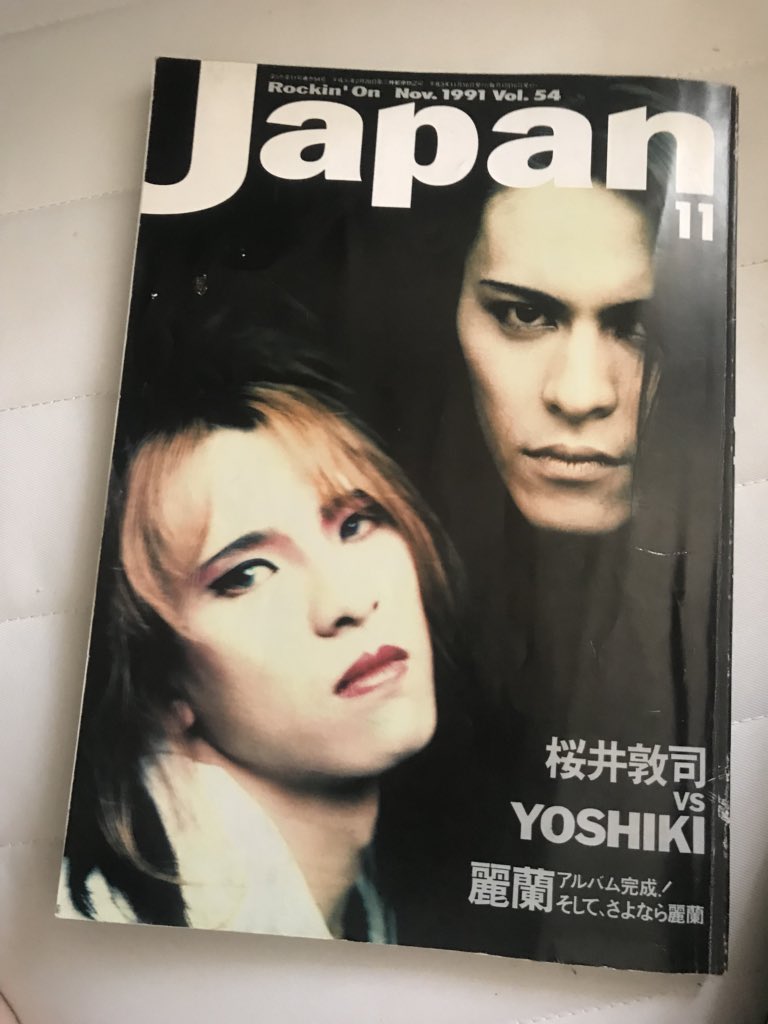 Rockin' On Nov. 1991 Vol. 54
Japan
11
桜井敦司
VS
YOSHIKI
麗蘭 アルバム完成!
そして、さよなら麗蘭